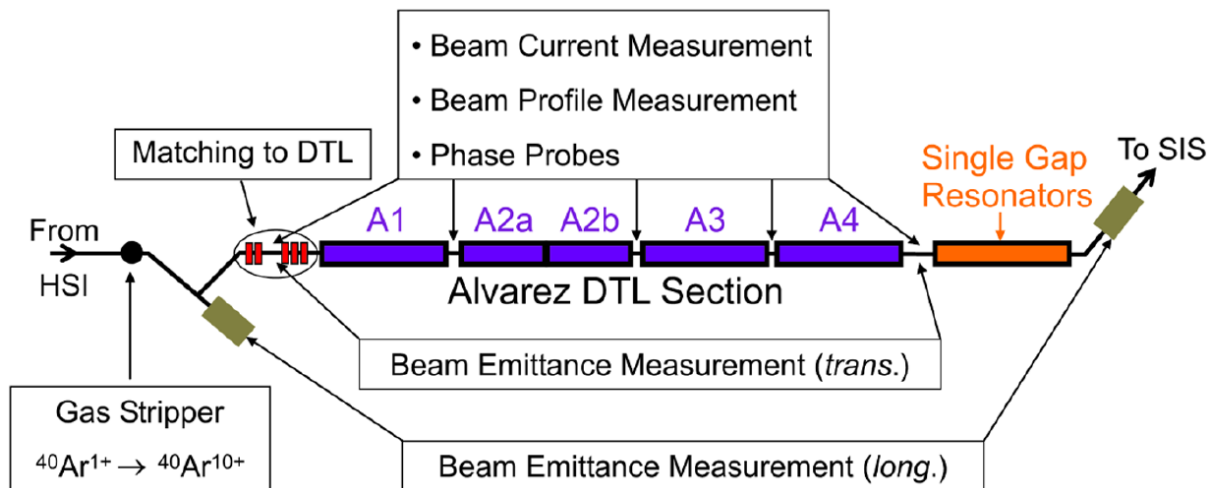 • Beam Current Measurement
• Beam Profile Measurement
• Phase Probes
Matching to DTL
Single Gap
Resonators
To SIS
From
HSI
A1
A2a
A2b
A3
A4
Alvarez DTL Section
Beam Emittance Measurement (trans.)
Gas Stripper
⁴⁰Ar¹⁺ → ⁴⁰Ar¹⁰⁺
Beam Emittance Measurement (long.)